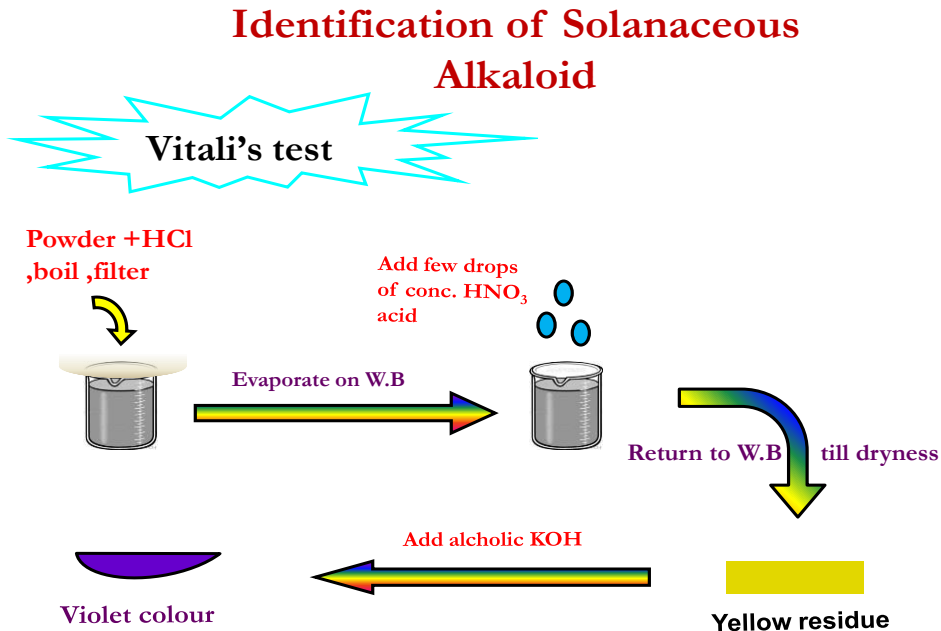 Identification of Solanaceous
Alkaloid
Vitali's test
Powder +HCl
,boil ,filter
Add few drops
of conc. HNO₃
acid
Evaporate on W.B
Return to W.B till dryness
Add alcholic KOH
Violet colour
Yellow residue